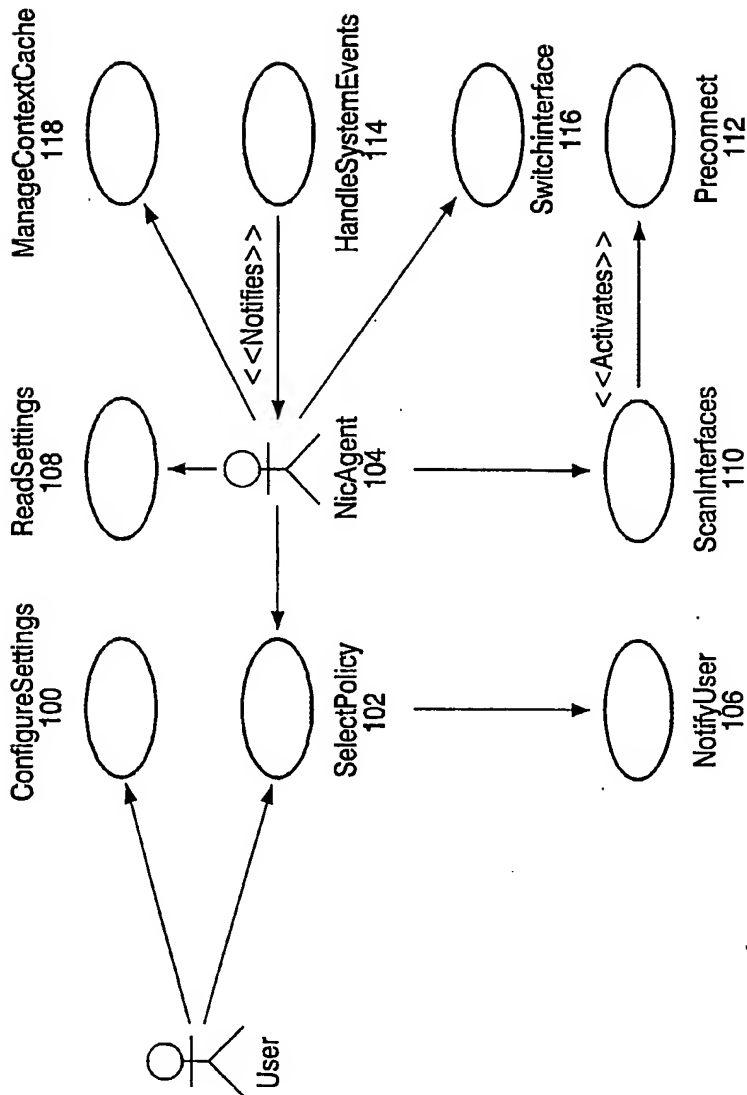 ConfigureSettings
100
ReadSettings
108
ManageContextCache
118
User
SelectPolicy
102
NicAgent
104
<<Notifies>>
HandleSystemEvents
114
Switchinterface
116
NotifyUser
106
ScanInterfaces
110
<<Activates>>
Preconnect
112